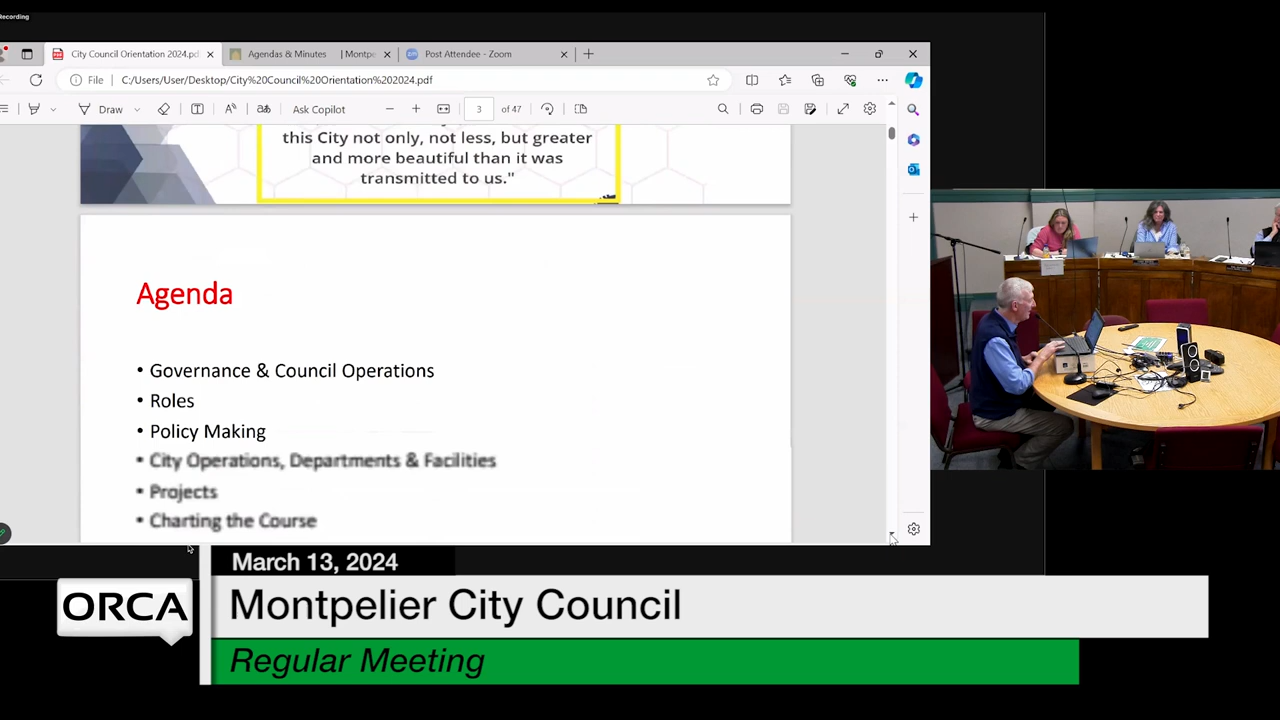 Recording
City Council Orientation 2024.pdf
Agendas & Minutes | Montpe
Post Attendee - Zoom
File
C:/Users/User/Desktop/City%20Council%20Orientation%202024.pdf
Draw
Ask Copilot
3 of 47
this City not only, not less, but greater
and more beautiful than it was
transmitted to us."
Agenda
• Governance & Council Operations
• Roles
• Policy Making
• City Operations, Departments & Facilities
• Projects
• Charting the Course
March 13, 2024
ORCA
Montpelier City Council
Regular Meeting